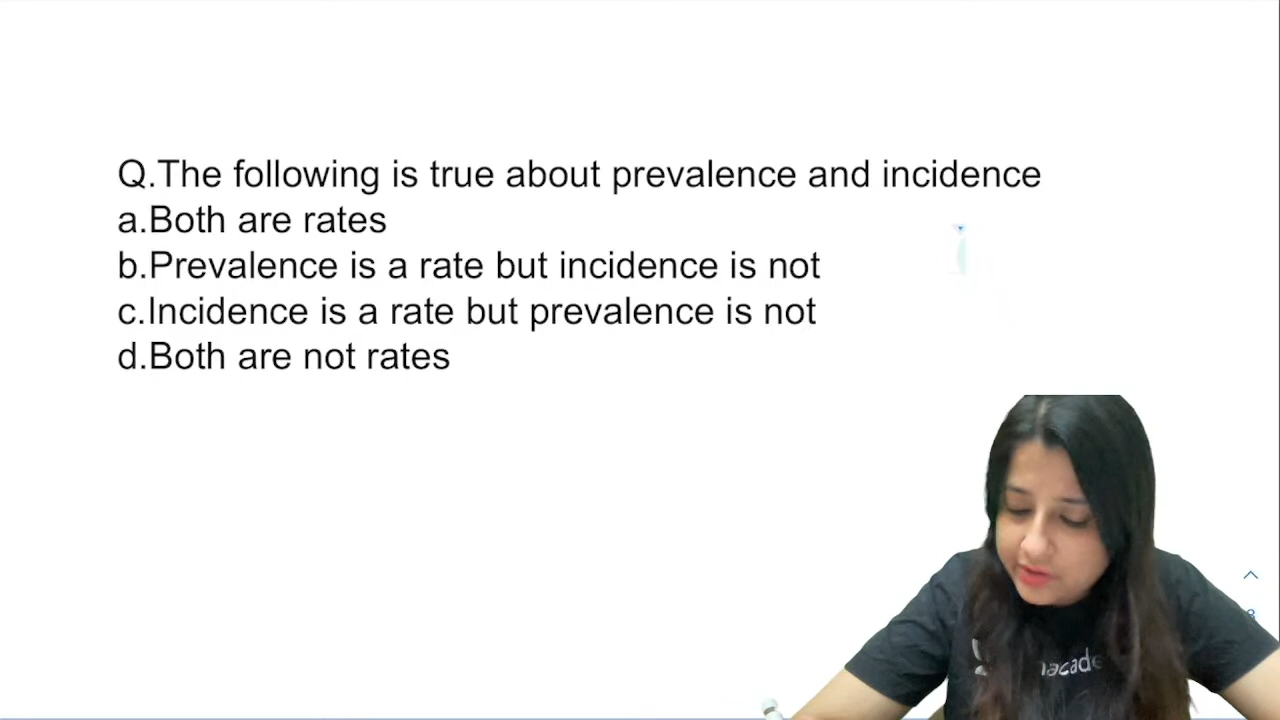 Q.The following is true about prevalence and incidence
a.Both are rates
b.Prevalence is a rate but incidence is not
c.Incidence is a rate but prevalence is not
d.Both are not rates